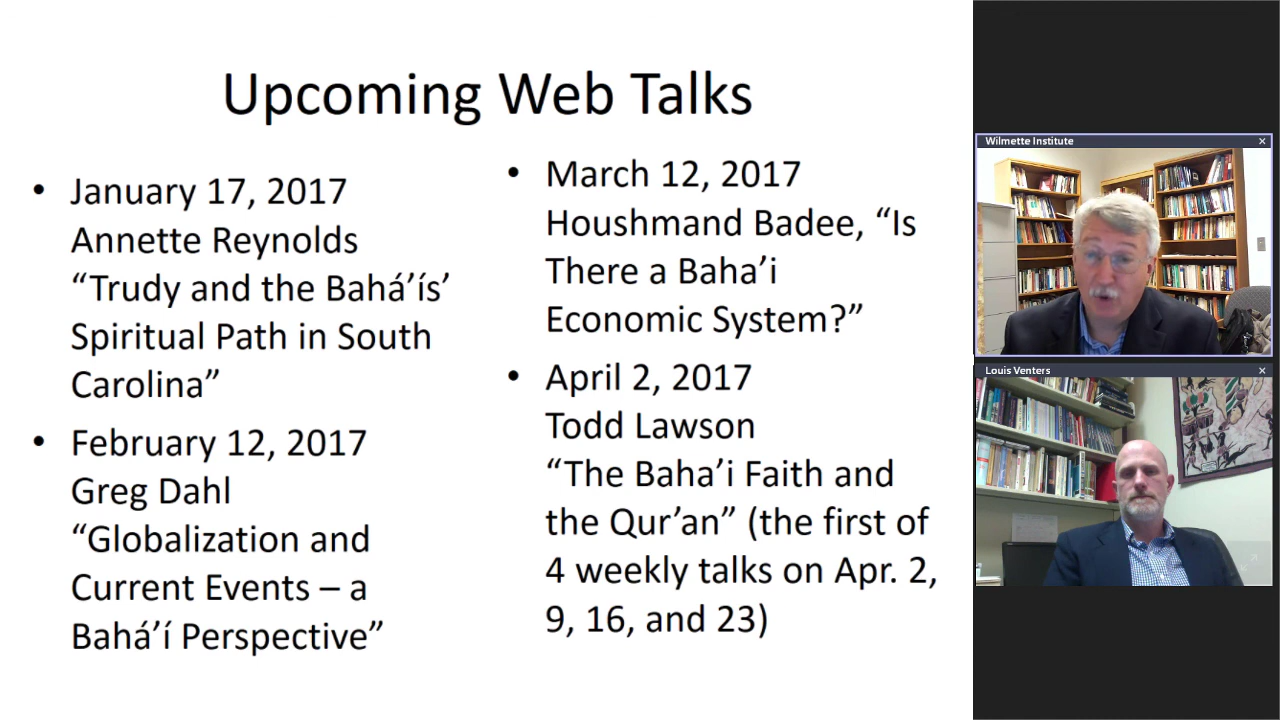 Upcoming Web Talks
• January 17, 2017
Annette Reynolds
“Trudy and the Bahá’ís’
Spiritual Path in South
Carolina”
• February 12, 2017
Greg Dahl
“Globalization and
Current Events – a
Bahá’í Perspective”
• March 12, 2017
Houshmand Badee, “Is
There a Baha’i
Economic System?”
• April 2, 2017
Todd Lawson
“The Baha’i Faith and
the Qur’an” (the first of
4 weekly talks on Apr. 2,
9, 16, and 23)
Wilmette Institute
Louis Venters